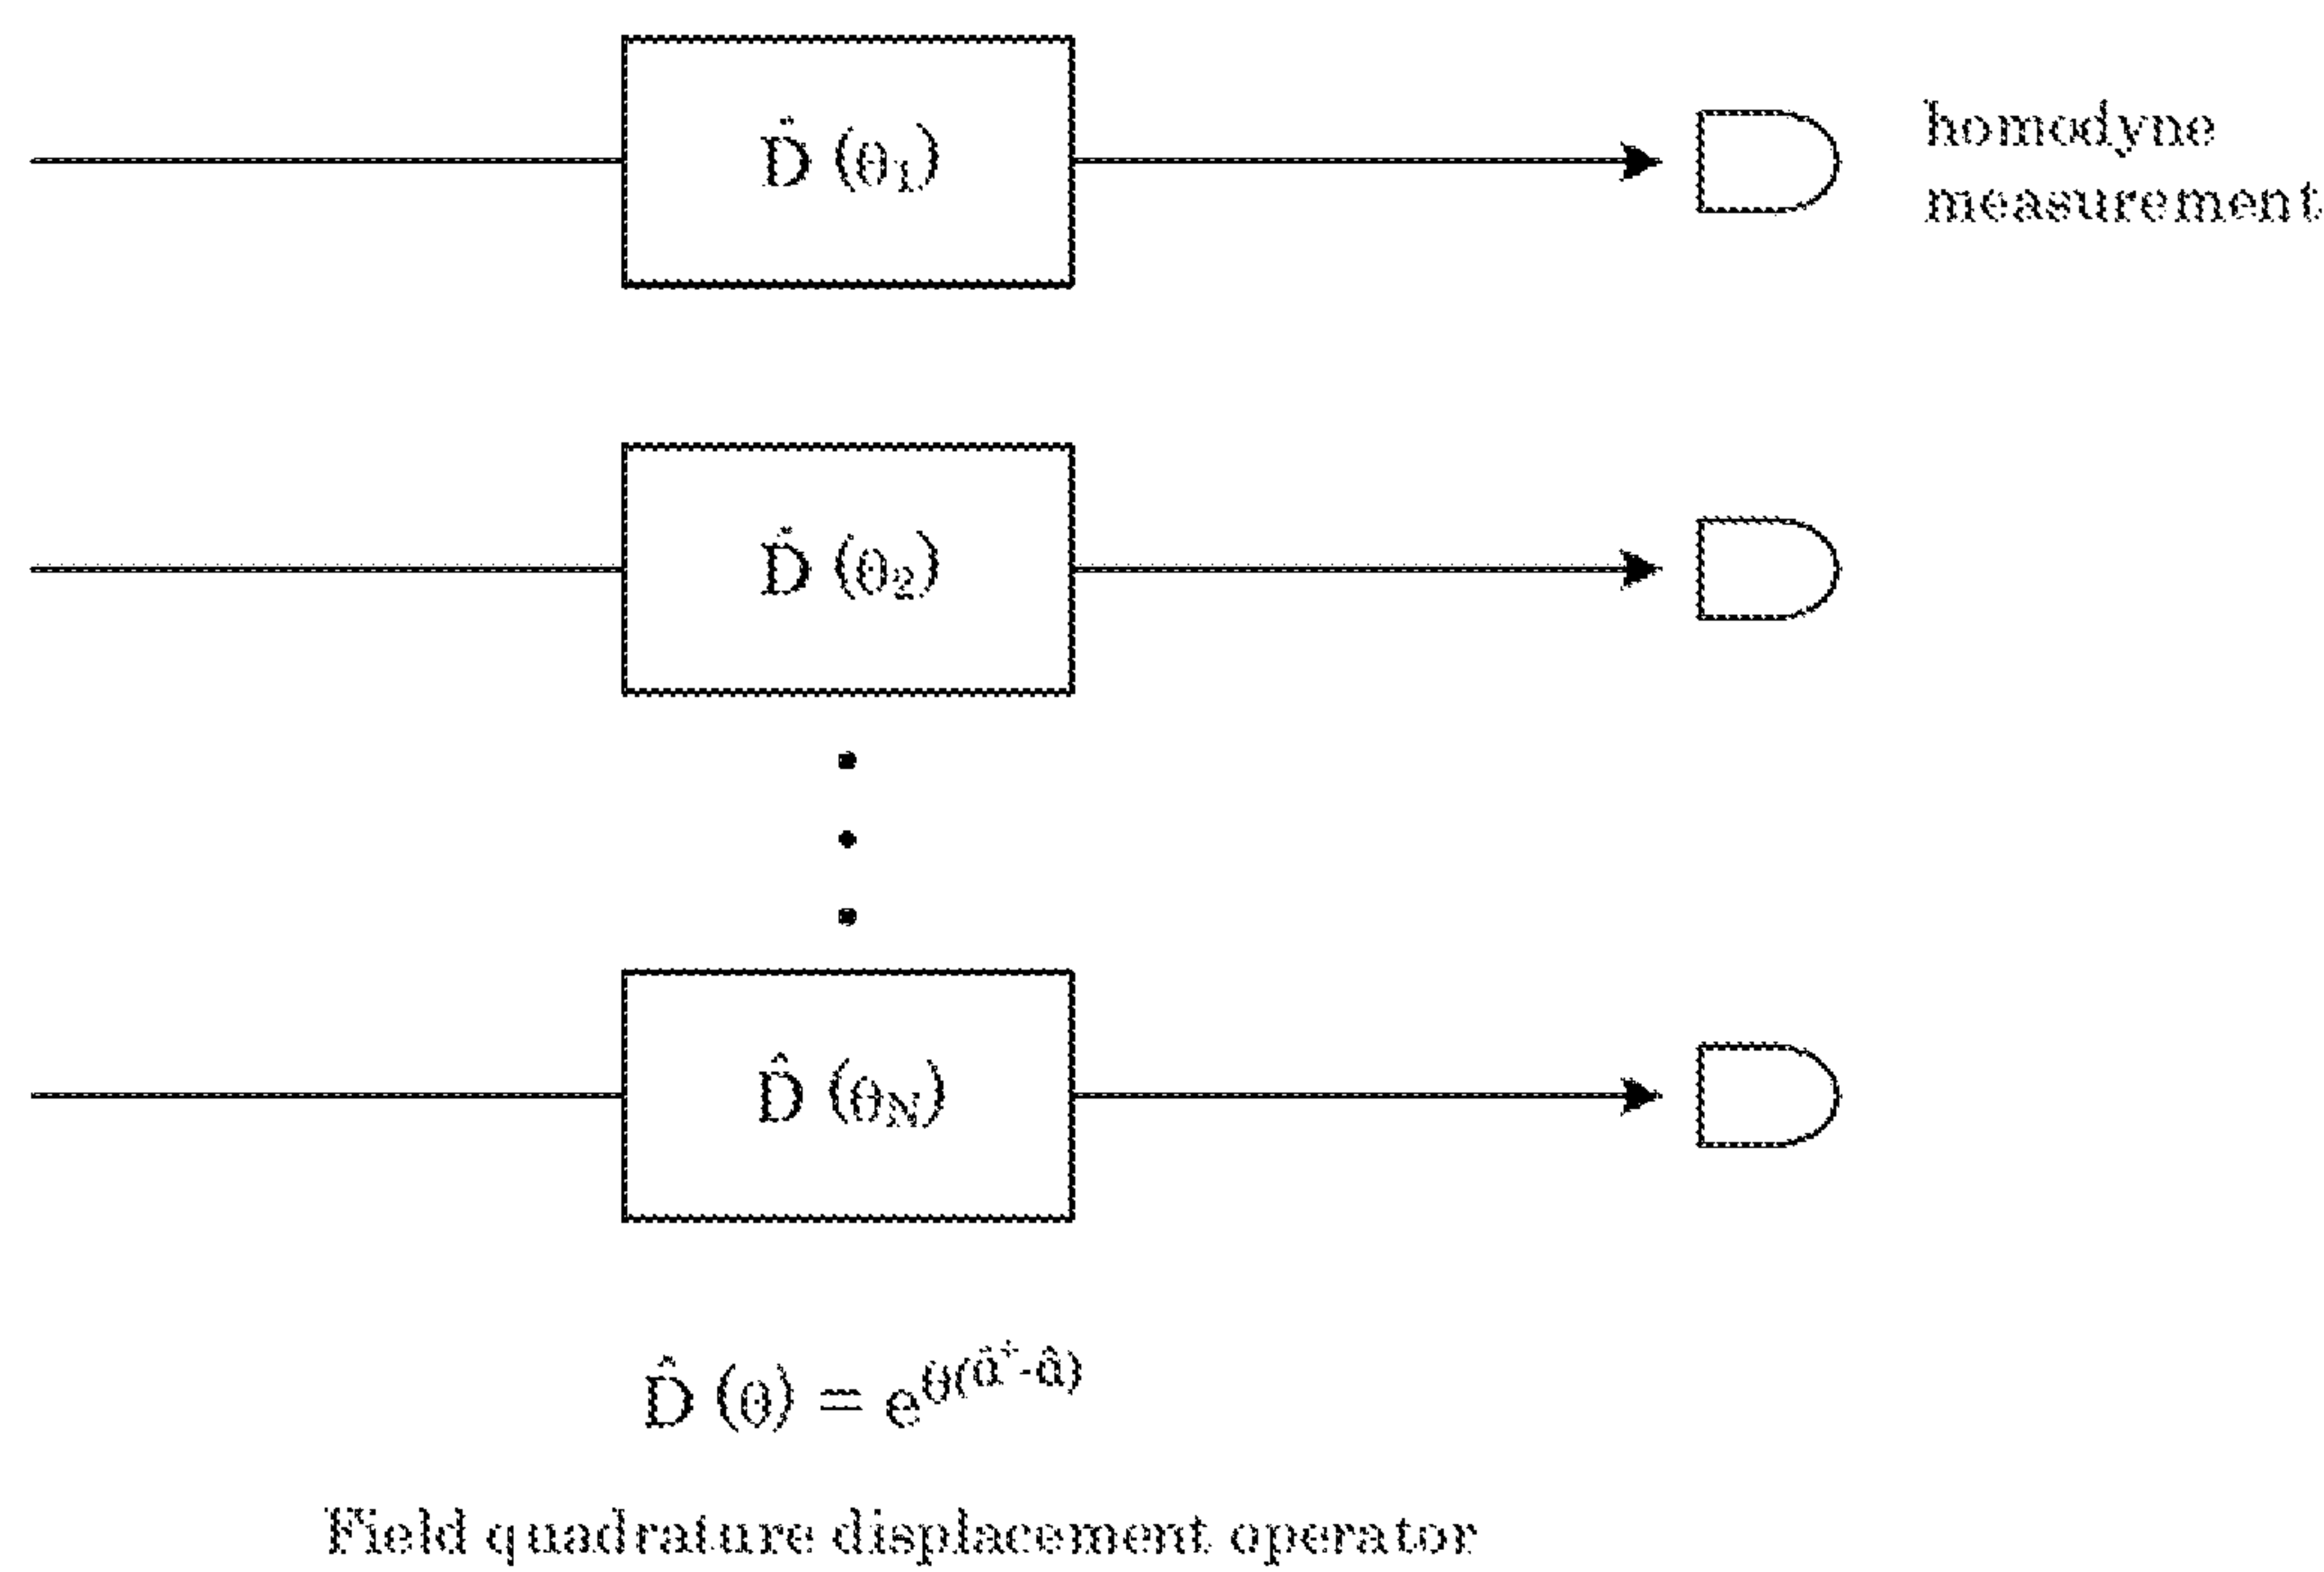 D̂ (θ₁)
homodyne
measurement
D̂ (θ₂)
D̂ (θ_N)
D̂ (θ) = e^θ(â†-â)
Field quadrature displacement operator